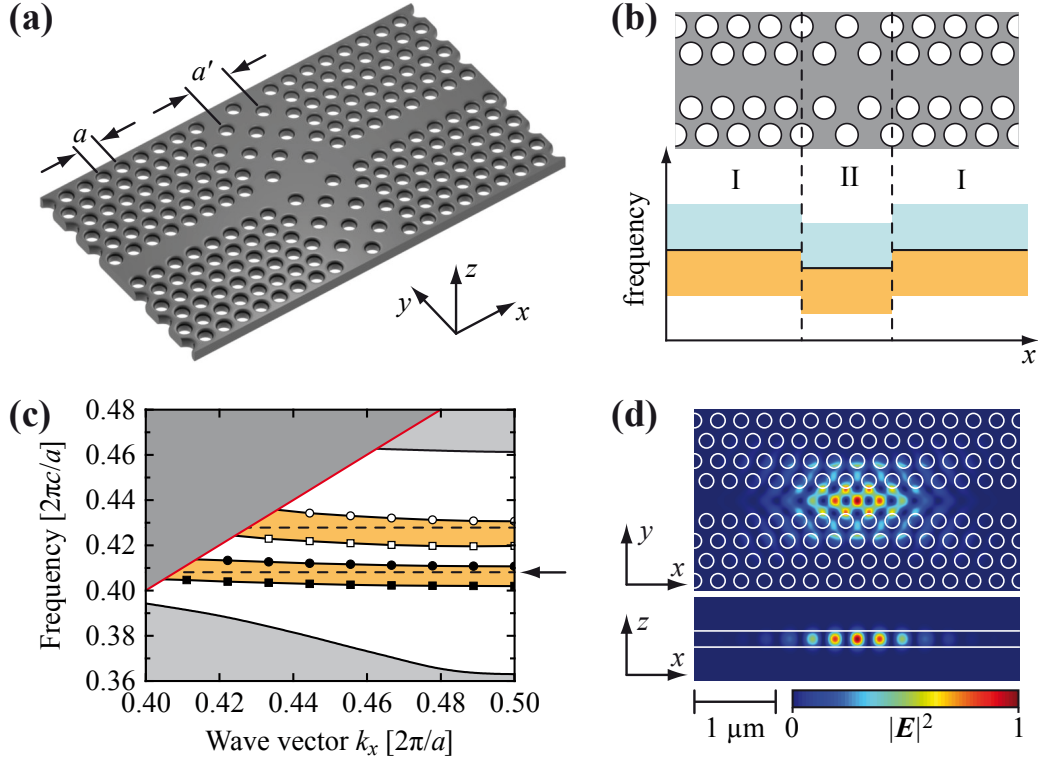 (a)
a
a′
z
y
x
(b)
I
II
I
frequency
x
(c)
Frequency [2πc/a]
0.48
0.46
0.44
0.42
0.40
0.38
0.36
0.40
0.42
0.44
0.46
0.48
0.50
Wave vector kₓ [2π/a]
(d)
y
x
z
x
1 μm
0
|E|²
1